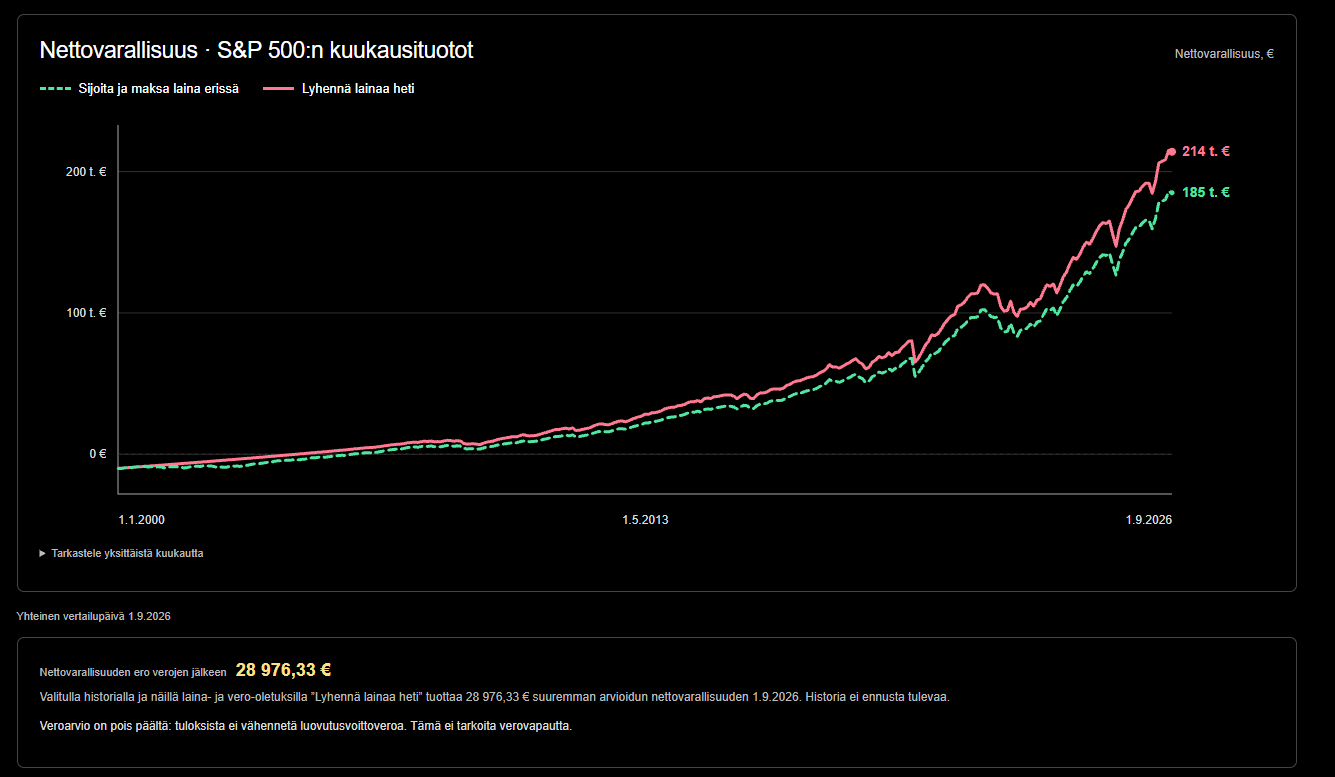 Nettovarallisuus · S&P 500:n kuukausituotot
Nettovarallisuus, €
Sijoita ja maksa laina erissä
Lyhennä lainaa heti
214 t. €
200 t. €
185 t. €
100 t. €
0 €
1.1.2000
1.5.2013
1.9.2026
▶ Tarkastele yksittäistä kuukautta
Yhteinen vertailupäivä 1.9.2026
Nettovarallisuuden ero verojen jälkeen 28 976,33 €
Valitulla historialla ja näillä laina- ja vero-oletuksilla ”Lyhennä lainaa heti” tuottaa 28 976,33 € suuremman arvioidun nettovarallisuuden 1.9.2026. Historia ei ennusta tulevaa.
Veroarvio on pois päältä: tuloksista ei vähennetä luovutusvoittoveroa. Tämä ei tarkoita verovapautta.